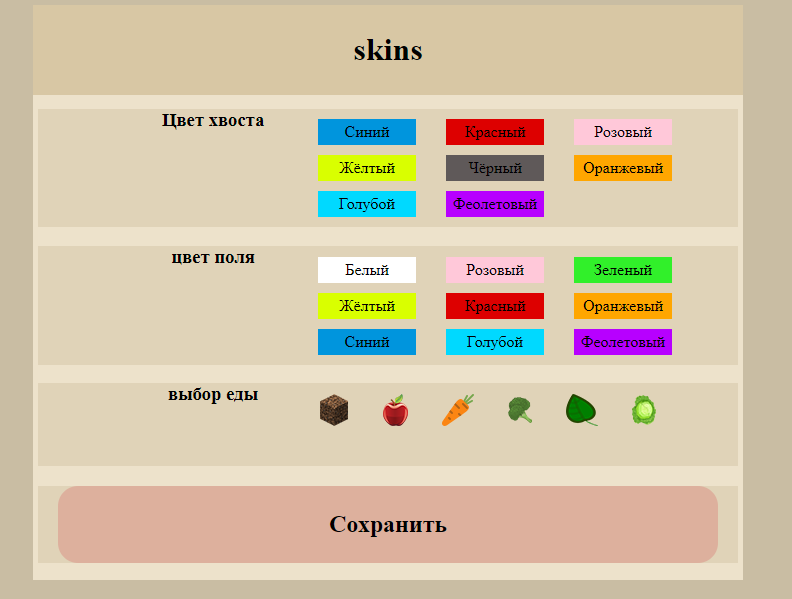 skins
Цвет хвоста
Синий Красный Розовый
Жёлтый Чёрный Оранжевый
Голубой Феолетовый
цвет поля
Белый Розовый Зеленый
Жёлтый Красный Оранжевый
Синий Голубой Феолетовый
выбор еды
Сохранить